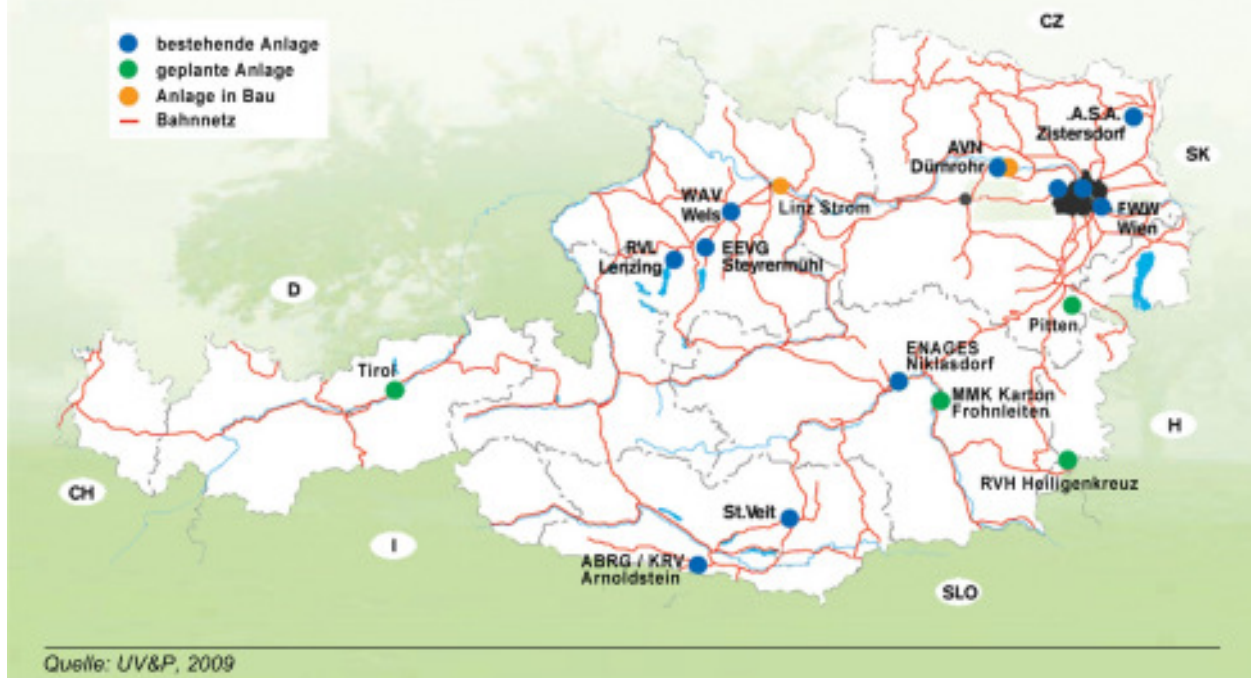 bestehende Anlage
geplante Anlage
Anlage in Bau
Bahnnetz
CZ
.A.S.A.
Zistersdorf
SK
AVN
Dürnrohr
WAV
Wels
Linz Strom
FWW
Wien
RVL
Lenzing
EEVG
Steyrermühl
D
Pitten
Tirol
ENAGES
Niklasdorf
MMK Karton
Frohnleiten
H
CH
RVH Heiligenkreuz
St.Veit
I
ABRG / KRV
Arnoldstein
SLO
Quelle: UV&P, 2009